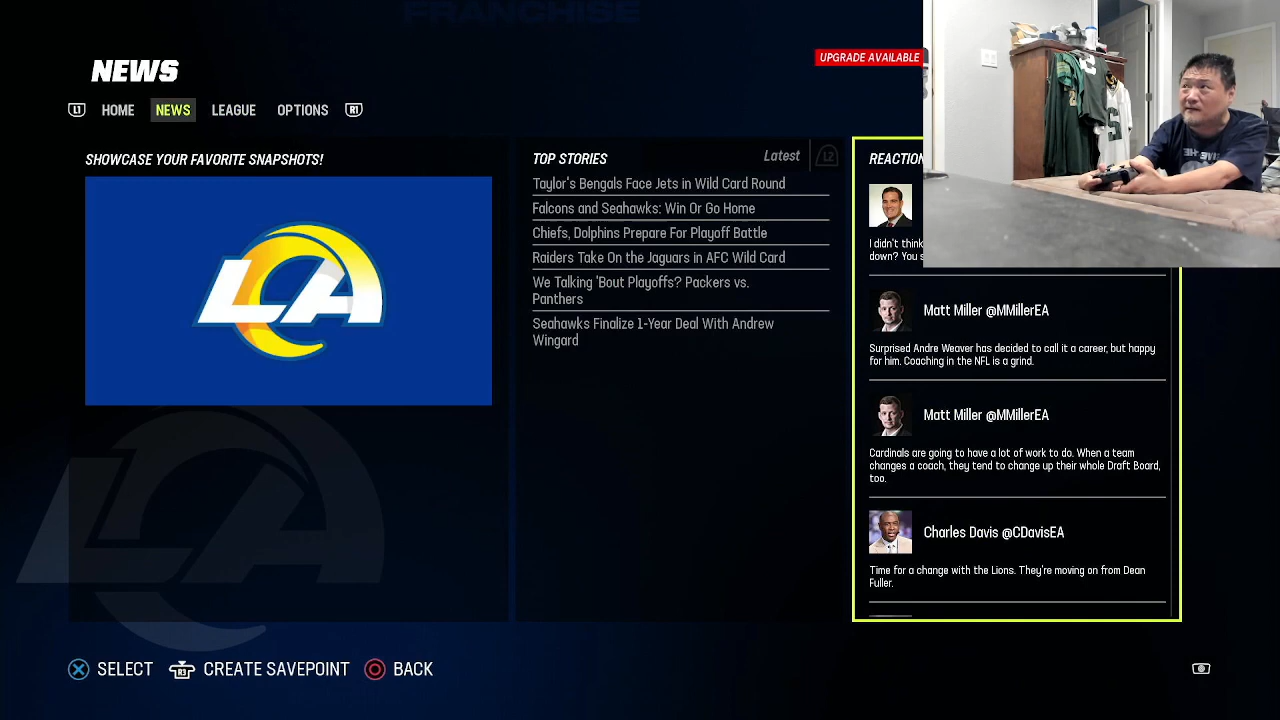 FRANCHISE
NEWS
UPGRADE AVAILABLE
L1 HOME NEWS LEAGUE OPTIONS R1
SHOWCASE YOUR FAVORITE SNAPSHOTS!
LA
TOP STORIES
Latest L2
Taylor's Bengals Face Jets in Wild Card Round
Falcons and Seahawks: Win Or Go Home
Chiefs, Dolphins Prepare For Playoff Battle
Raiders Take On the Jaguars in AFC Wild Card
We Talking 'Bout Playoffs? Packers vs.
Panthers
Seahawks Finalize 1-Year Deal With Andrew
Wingard
REACTION
I didn't think
down? You s
Matt Miller @MMillerEA
Surprised Andre Weaver has decided to call it a career, but happy
for him. Coaching in the NFL is a grind.
Matt Miller @MMillerEA
Cardinals are going to have a lot of work to do. When a team
changes a coach, they tend to change up their whole Draft Board,
too.
Charles Davis @CDavisEA
Time for a change with the Lions. They're moving on from Dean
Fuller.
SELECT R3 CREATE SAVEPOINT BACK